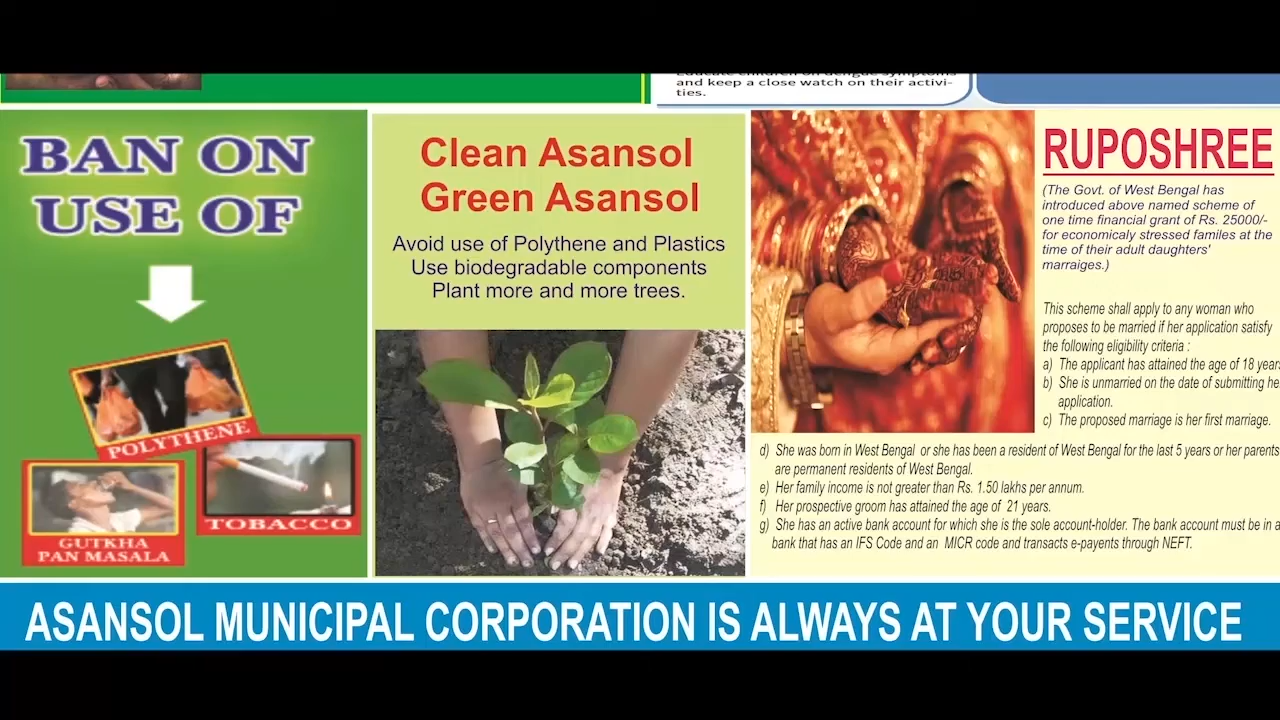 and keep a close watch on their activi-
ties.
BAN ON
USE OF
POLYTHENE
TOBACCO
GUTKHA
PAN MASALA
Clean Asansol
Green Asansol
Avoid use of Polythene and Plastics
Use biodegradable components
Plant more and more trees.
RUPOSHREE
(The Govt. of West Bengal has
introduced above named scheme of
one time financial grant of Rs. 25000/-
for economicaly stressed familes at the
time of their adult daughters'
marraiges.)
This scheme shall apply to any woman who
proposes to be married if her application satisfy
the following eligibility criteria :
a) The applicant has attained the age of 18 years
b) She is unmarried on the date of submitting he
application.
c) The proposed marriage is her first marriage.
d) She was born in West Bengal or she has been a resident of West Bengal for the last 5 years or her parents
are permanent residents of West Bengal.
e) Her family income is not greater than Rs. 1.50 lakhs per annum.
f) Her prospective groom has attained the age of 21 years.
g) She has an active bank account for which she is the sole account-holder. The bank account must be in a
bank that has an IFS Code and an MICR code and transacts e-payents through NEFT.
ASANSOL MUNICIPAL CORPORATION IS ALWAYS AT YOUR SERVICE